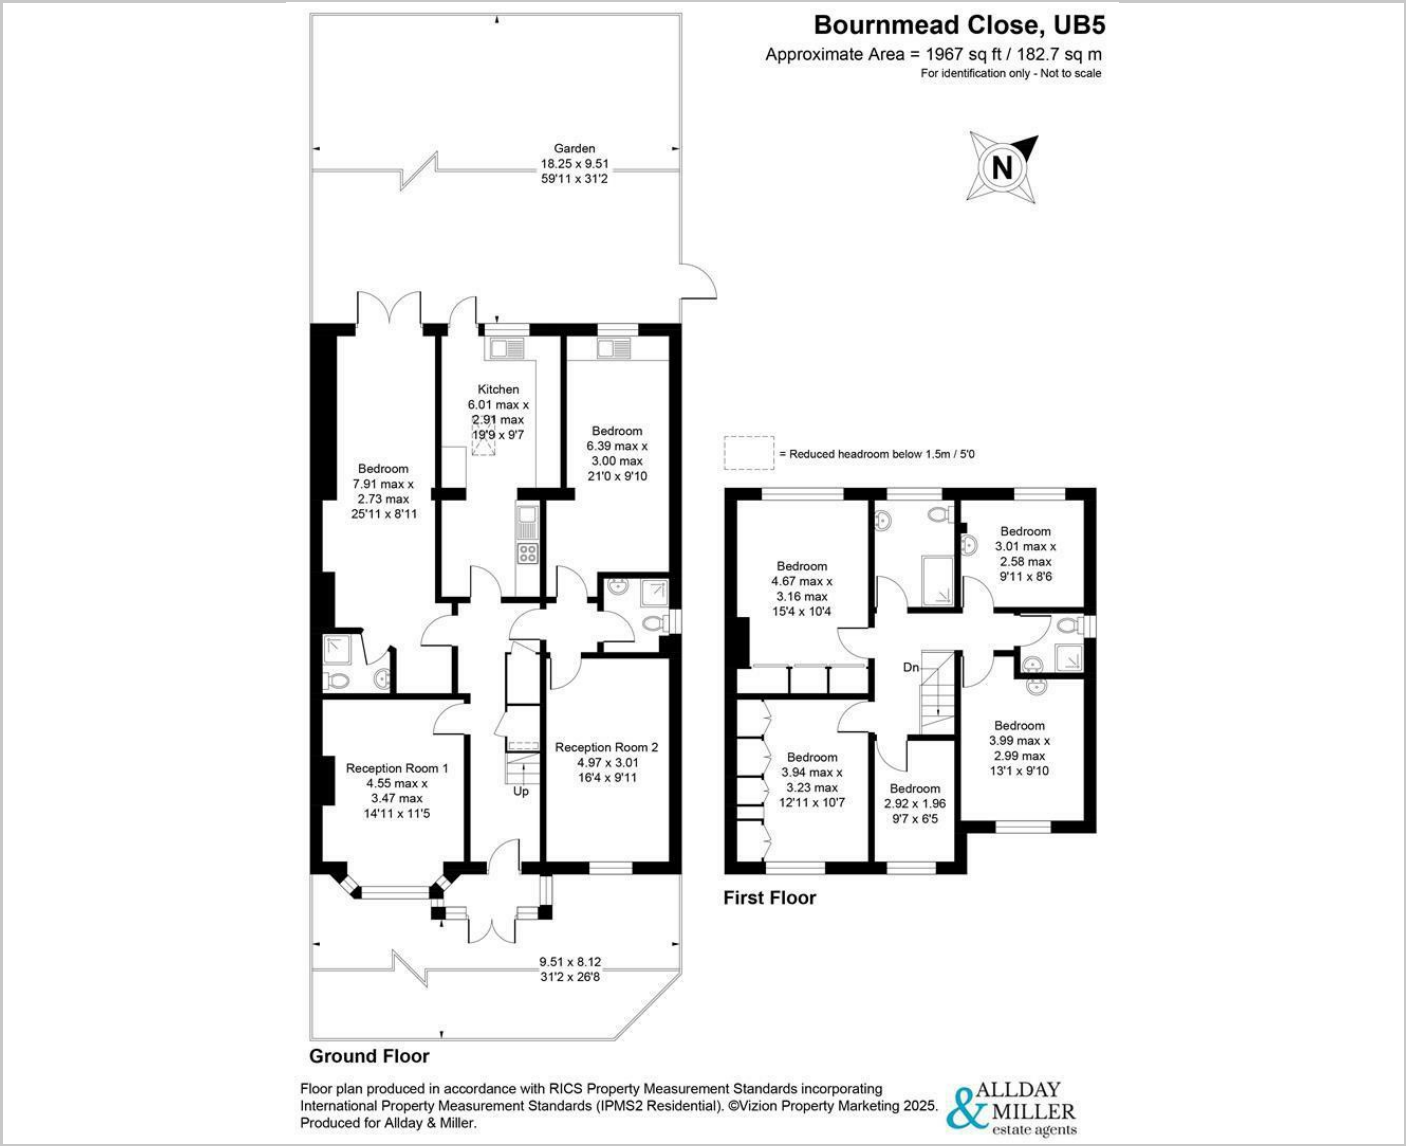 Bournmead Close, UB5
Approximate Area = 1967 sq ft / 182.7 sq m
For identification only - Not to scale
N
Garden
18.25 x 9.51
59'11 x 31'2
Kitchen
6.01 max x
2.91 max
19'9 x 9'7
Bedroom
6.39 max x
3.00 max
21'0 x 9'10
Bedroom
7.91 max x
2.73 max
25'11 x 8'11
Reception Room 1
4.55 max x
3.47 max
14'11 x 11'5
Up
Reception Room 2
4.97 x 3.01
16'4 x 9'11
9.51 x 8.12
31'2 x 26'8
Ground Floor
= Reduced headroom below 1.5m / 5'0
Bedroom
4.67 max x
3.16 max
15'4 x 10'4
Bedroom
3.01 max x
2.58 max
9'11 x 8'6
Dn
Bedroom
3.94 max x
3.23 max
12'11 x 10'7
Bedroom
2.92 x 1.96
9'7 x 6'5
Bedroom
3.99 max x
2.99 max
13'1 x 9'10
First Floor
Floor plan produced in accordance with RICS Property Measurement Standards incorporating
International Property Measurement Standards (IPMS2 Residential). ©Vizion Property Marketing 2025.
Produced for Allday & Miller.
ALLDAY
& MILLER
estate agents